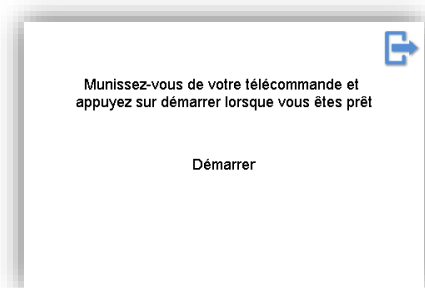 Munissez-vous de votre télécommande et
appuyez sur démarrer lorsque vous êtes prêt
Démarrer